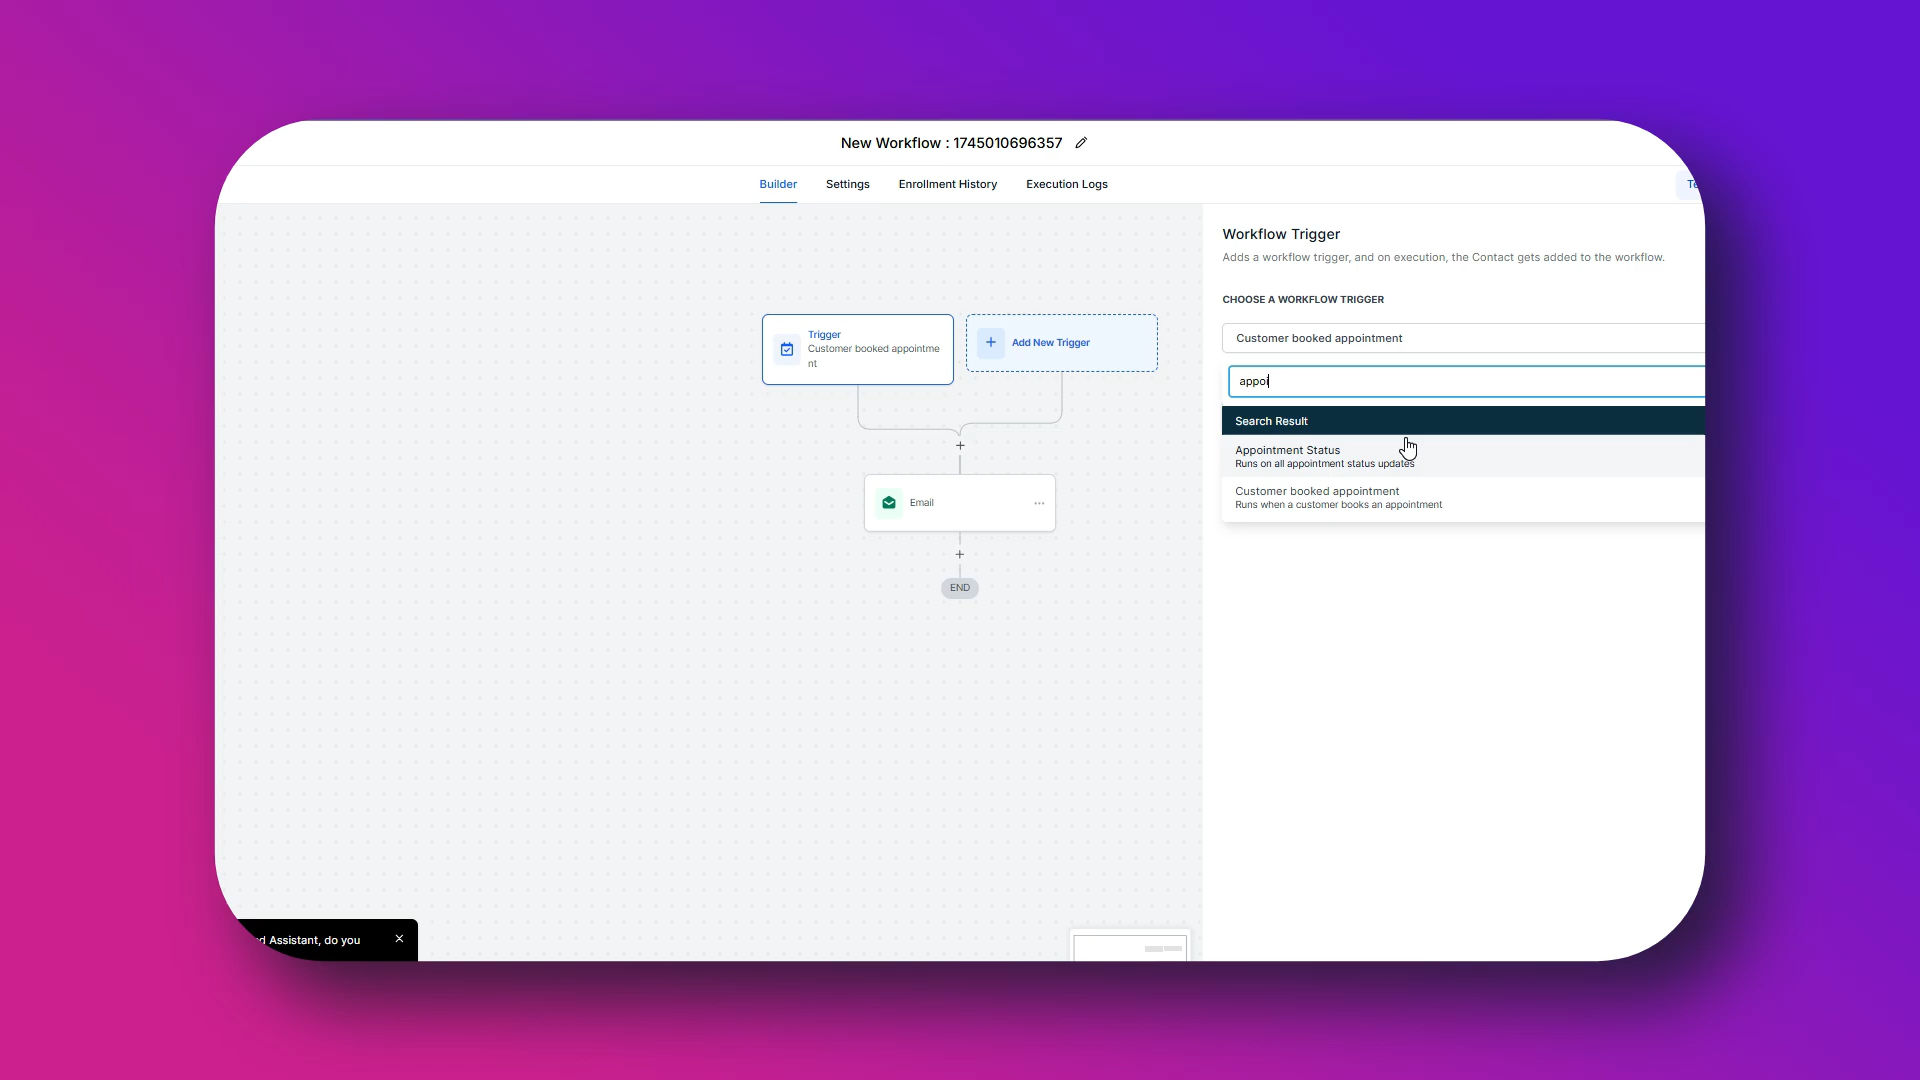 New Workflow : 1745010696357
Builder
Settings
Enrollment History
Execution Logs
Workflow Trigger
Adds a workflow trigger, and on execution, the Contact gets added to the workflow.
CHOOSE A WORKFLOW TRIGGER
Customer booked appointment
appoi
Search Result
Appointment Status
Runs on all appointment status updates
Customer booked appointment
Runs when a customer books an appointment
Trigger
Customer booked appointme
nt
Add New Trigger
Email
END
Assistant, do you